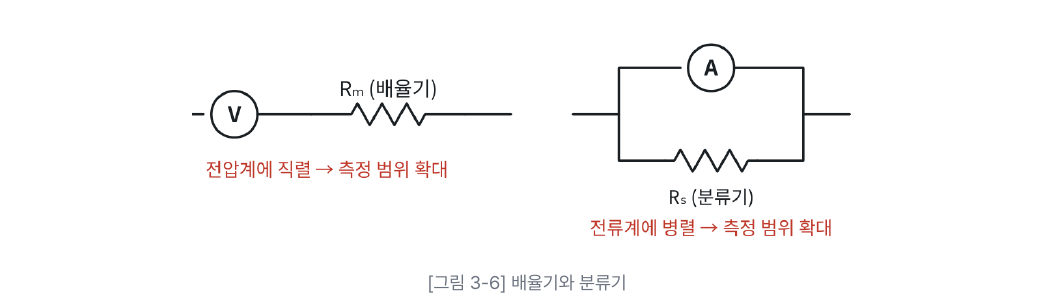 V
Rₘ (배율기)
전압계에 직렬 → 측정 범위 확대
A
Rₛ (분류기)
전류계에 병렬 → 측정 범위 확대
[그림 3-6] 배율기와 분류기